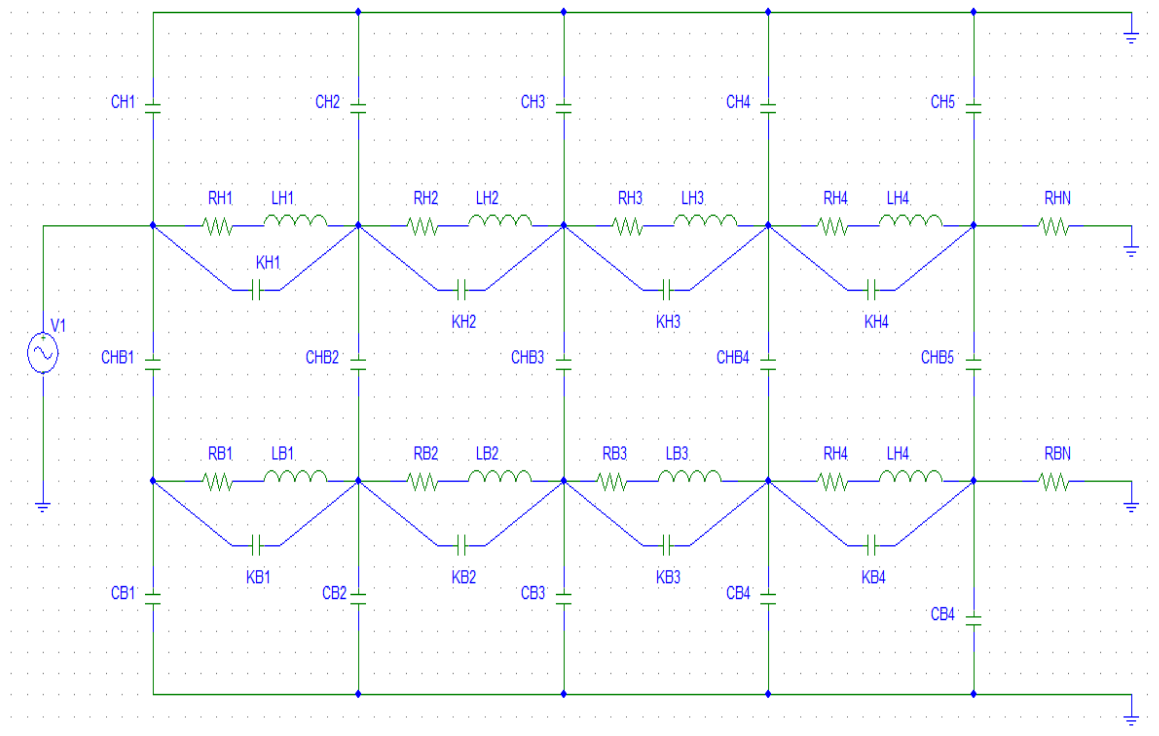 CH1 CH2 CH3 CH4 CH5
RH1 LH1 RH2 LH2 RH3 LH3 RH4 LH4 RHN
KH1
KH2 KH3 KH4
V1
CHB1 CHB2 CHB3 CHB4 CHB5
RB1 LB1 RB2 LB2 RB3 LB3 RH4 LH4 RBN
KB1 KB2 KB3 KB4
CB1 CB2 CB3 CB4
CB4